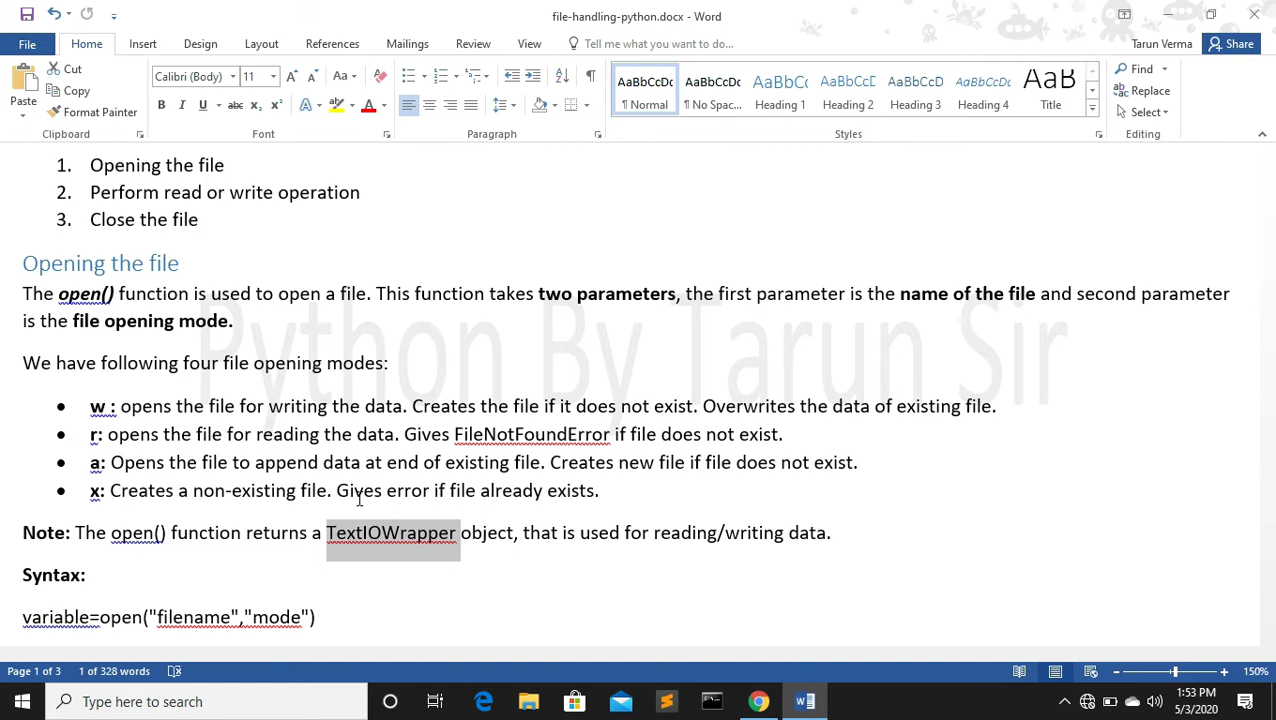 file-handling-python.docx - Word
File Home Insert Design Layout References Mailings Review View Tell me what you want to do... Tarun Verma Share
Paste Cut Copy Format Painter
Calibri (Body) 11 Aa
B I U abc X₂ X² A A
AaBbCcDc AaBbCcDc AaBbC AaBbCcC AaBbCcD AaBbCcD AaB
¶ Normal ¶ No Spac... Heading 1 Heading 2 Heading 3 Heading 4 Title
Find Replace Select
Clipboard Font Paragraph Styles Editing
1. Opening the file
2. Perform read or write operation
3. Close the file
Opening the file
The open() function is used to open a file. This function takes two parameters, the first parameter is the name of the file and second parameter
is the file opening mode.
Python By Tarun Sir
We have following four file opening modes:
• w : opens the file for writing the data. Creates the file if it does not exist. Overwrites the data of existing file.
• r: opens the file for reading the data. Gives FileNotFoundError if file does not exist.
• a: Opens the file to append data at end of existing file. Creates new file if file does not exist.
• x: Creates a non-existing file. Gives error if file already exists.
Note: The open() function returns a TextIOWrapper object, that is used for reading/writing data.
Syntax:
variable=open("filename","mode")
Page 1 of 3 1 of 328 words 150%
Type here to search
1:53 PM
5/3/2020